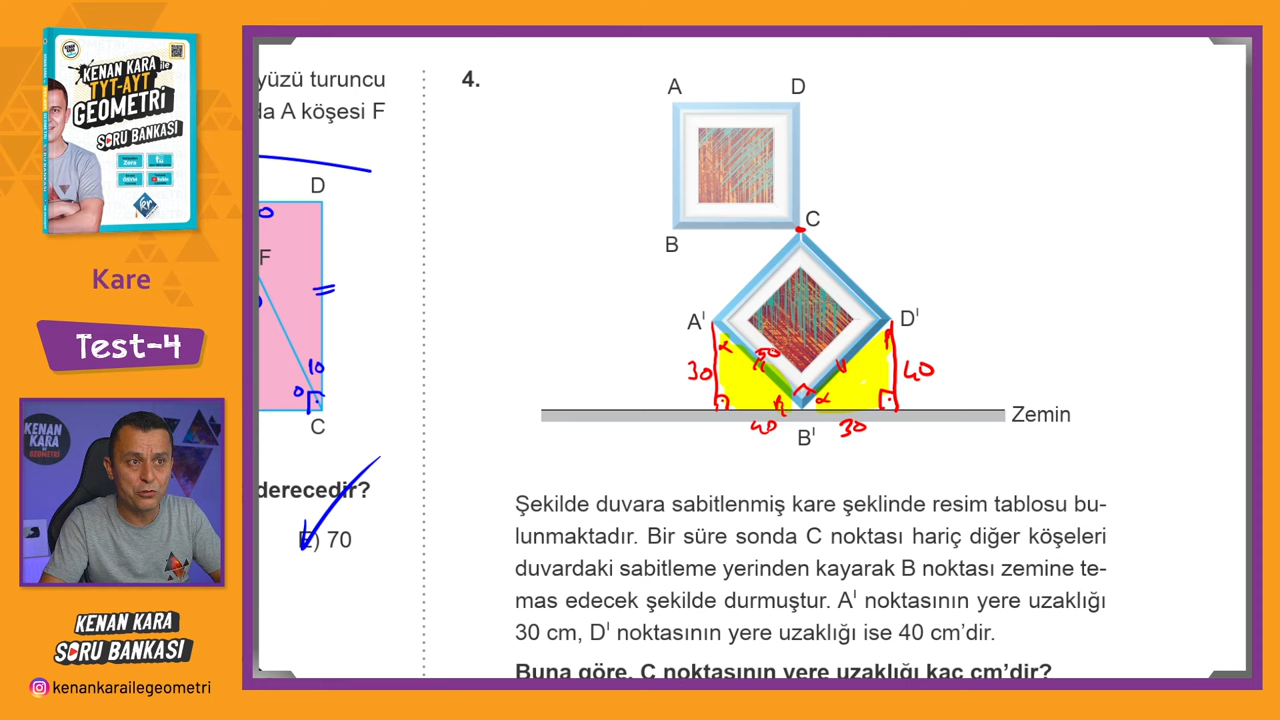 KENAN KARA ile
TYT-AYT
GEOMETRİ
SORU BANKASI
Kare
Test-4
KENAN
KARA
GEOMETRİ
KENAN KARA
SORU BANKASI
kenankarailegeometri
yüzü turuncu
da A köşesi F
D
F
10
C
derecedir?
E) 70
4.
A D
B C
A' D'
30 50 40
40 30
B' Zemin
Şekilde duvara sabitlenmiş kare şeklinde resim tablosu bu-
lunmaktadır. Bir süre sonda C noktası hariç diğer köşeleri
duvardaki sabitleme yerinden kayarak B noktası zemine te-
mas edecek şekilde durmuştur. A' noktasının yere uzaklığı
30 cm, D' noktasının yere uzaklığı ise 40 cm'dir.
Buna göre, C noktasının yere uzaklığı kaç cm'dir?